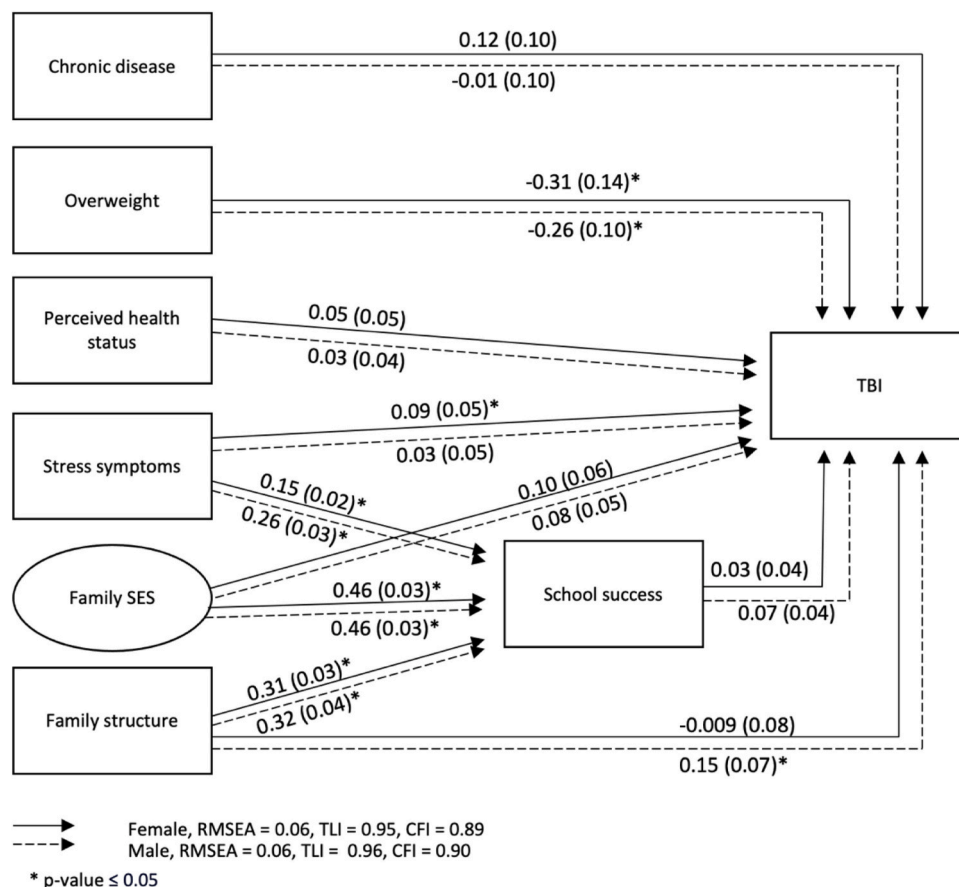 Chronic disease
0.12 (0.10)
-0.01 (0.10)
Overweight
-0.31 (0.14)*
-0.26 (0.10)*
Perceived health
status
0.05 (0.05)
0.03 (0.04)
TBI
Stress symptoms
0.09 (0.05)*
0.03 (0.05)
0.15 (0.02)*
0.26 (0.03)*
0.10 (0.06)
0.08 (0.05)
Family SES
0.46 (0.03)*
0.46 (0.03)*
School success
0.03 (0.04)
0.07 (0.04)
Family structure
0.31 (0.03)*
0.32 (0.04)*
-0.009 (0.08)
0.15 (0.07)*
Female, RMSEA = 0.06, TLI = 0.95, CFI = 0.89
Male, RMSEA = 0.06, TLI = 0.96, CFI = 0.90
* p-value ≤ 0.05